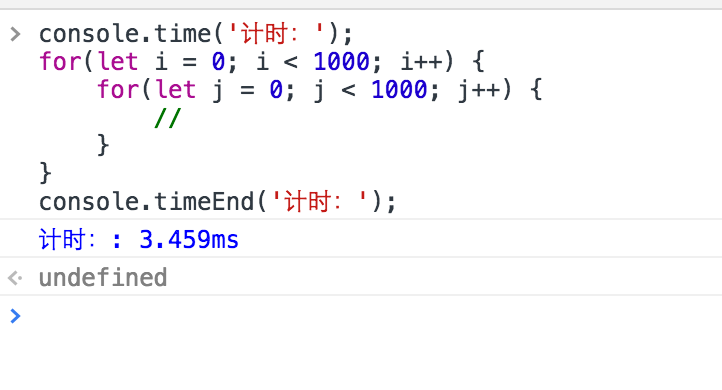 console.time('计时：');
for(let i = 0; i < 1000; i++) {
    for(let j = 0; j < 1000; j++) {
        //
    }
}
console.timeEnd('计时：');
计时：: 3.459ms
undefined